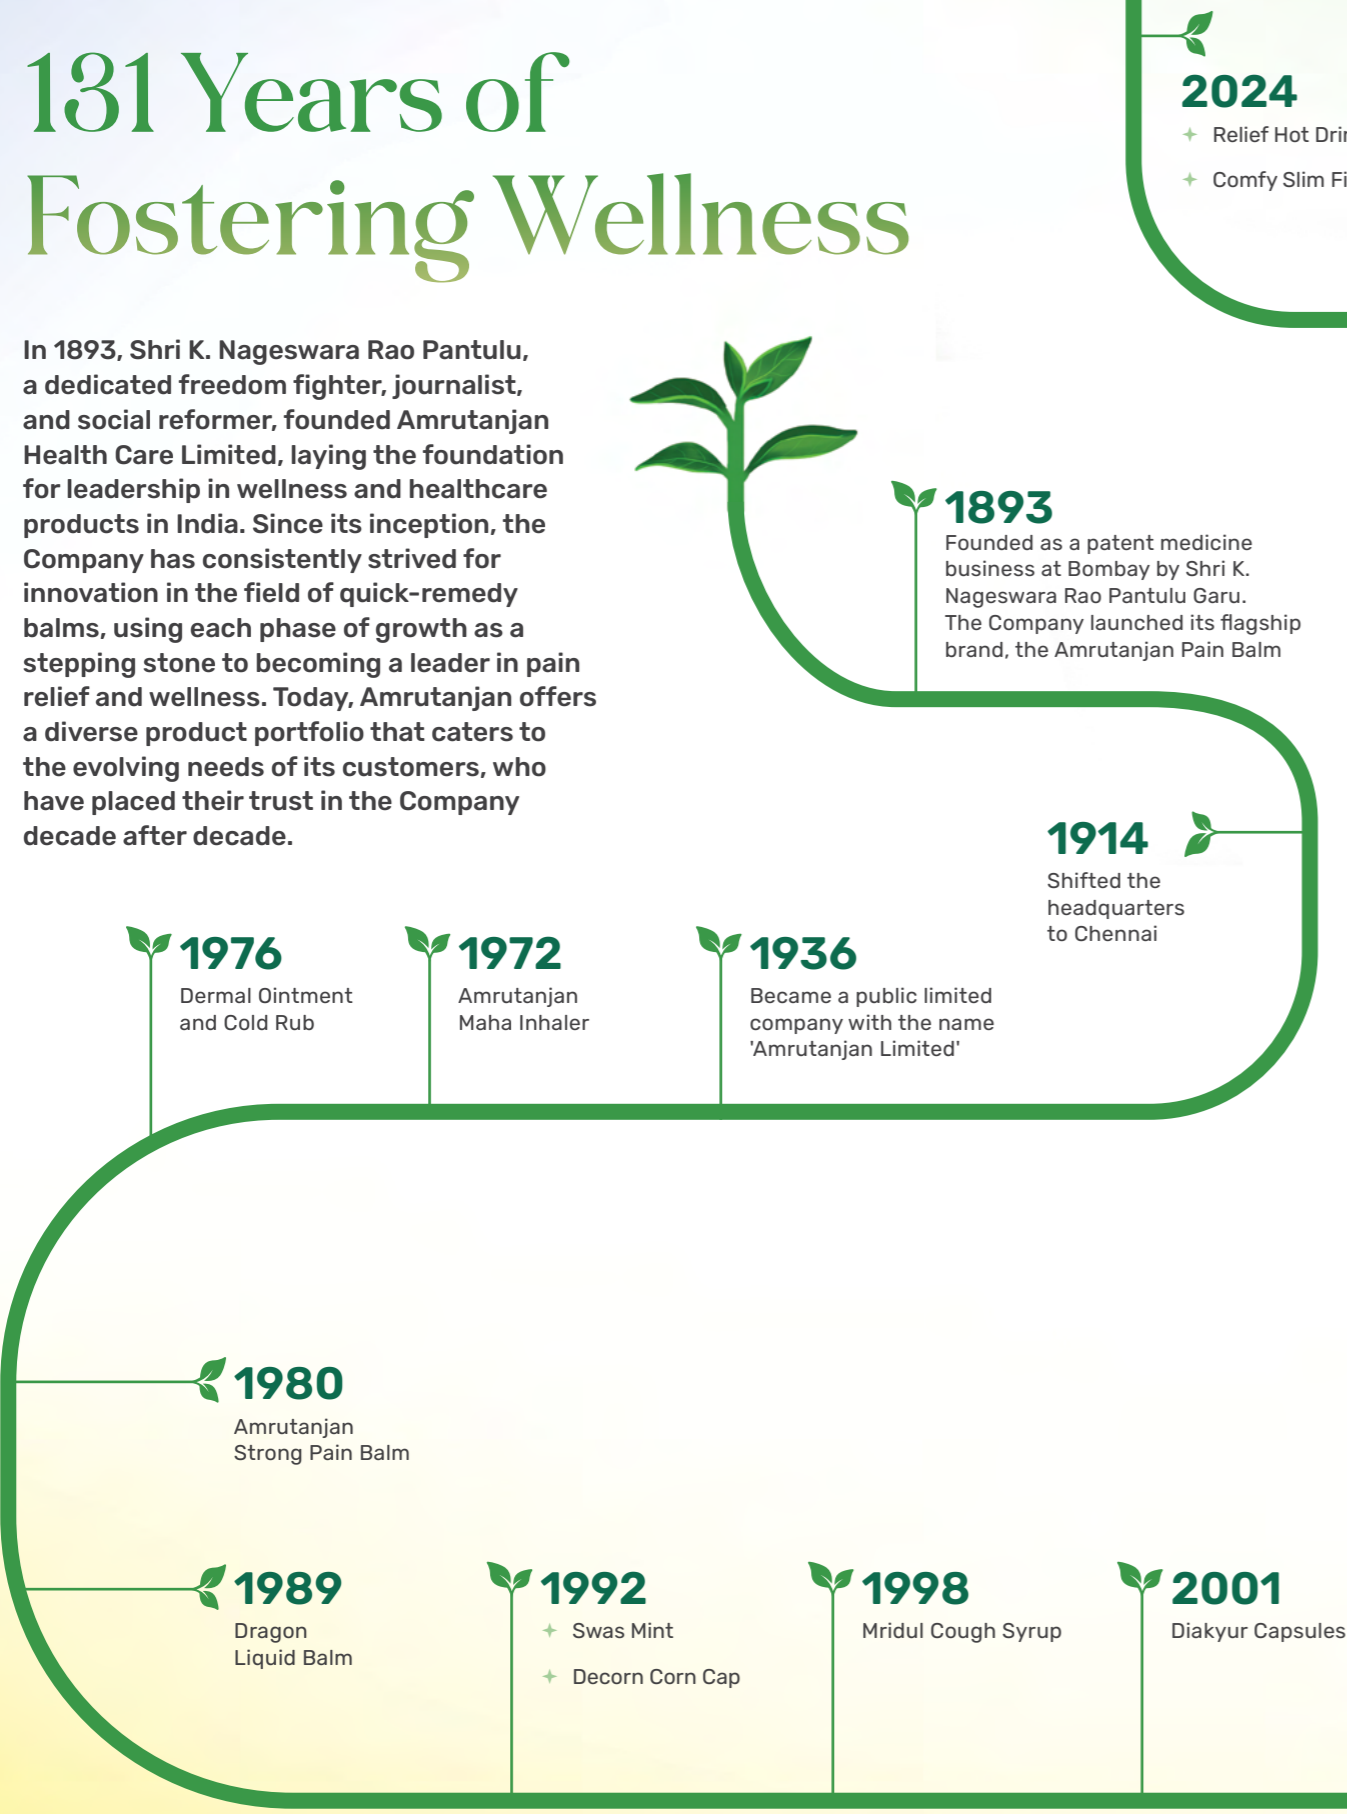 131 Years of
Fostering Wellness
In 1893, Shri K. Nageswara Rao Pantulu,
a dedicated freedom fighter, journalist,
and social reformer, founded Amrutanjan
Health Care Limited, laying the foundation
for leadership in wellness and healthcare
products in India. Since its inception, the
Company has consistently strived for
innovation in the field of quick-remedy
balms, using each phase of growth as a
stepping stone to becoming a leader in pain
relief and wellness. Today, Amrutanjan offers
a diverse product portfolio that caters to
the evolving needs of its customers, who
have placed their trust in the Company
decade after decade.
1893
Founded as a patent medicine
business at Bombay by Shri K.
Nageswara Rao Pantulu Garu.
The Company launched its flagship
brand, the Amrutanjan Pain Balm
1914
Shifted the
headquarters
to Chennai
1936
Became a public limited
company with the name
'Amrutanjan Limited'
1972
Amrutanjan
Maha Inhaler
1976
Dermal Ointment
and Cold Rub
1980
Amrutanjan
Strong Pain Balm
1989
Dragon
Liquid Balm
1992
Swas Mint
Decorn Corn Cap
1998
Mridul Cough Syrup
2001
Diakyur Capsules
2024
Relief Hot
Comfy Slim